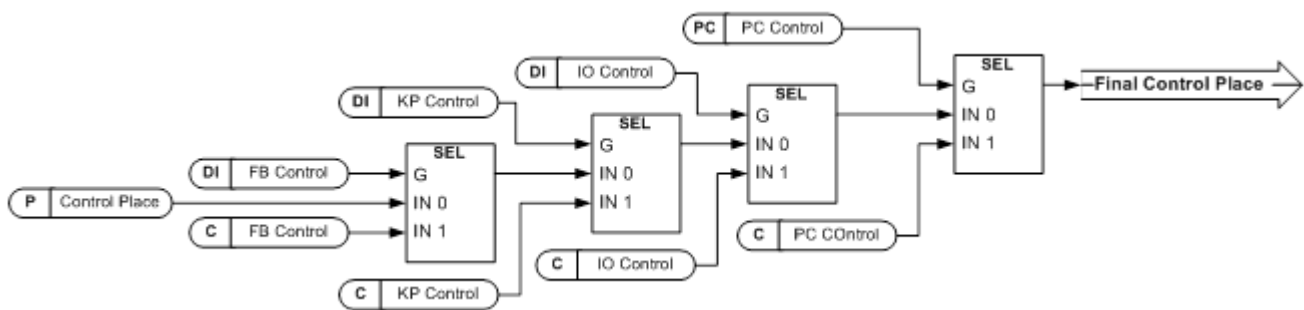 PC PC Control
SEL
DI IO Control
G
Final Control Place
SEL
DI KP Control
G
IN 0
SEL
IN 0
IN 1
G
SEL
IN 1
DI FB Control
G
IN 0
P Control Place
IN 0
IN 1
C FB Control
IN 1
C PC COntrol
C IO Control
C KP Control